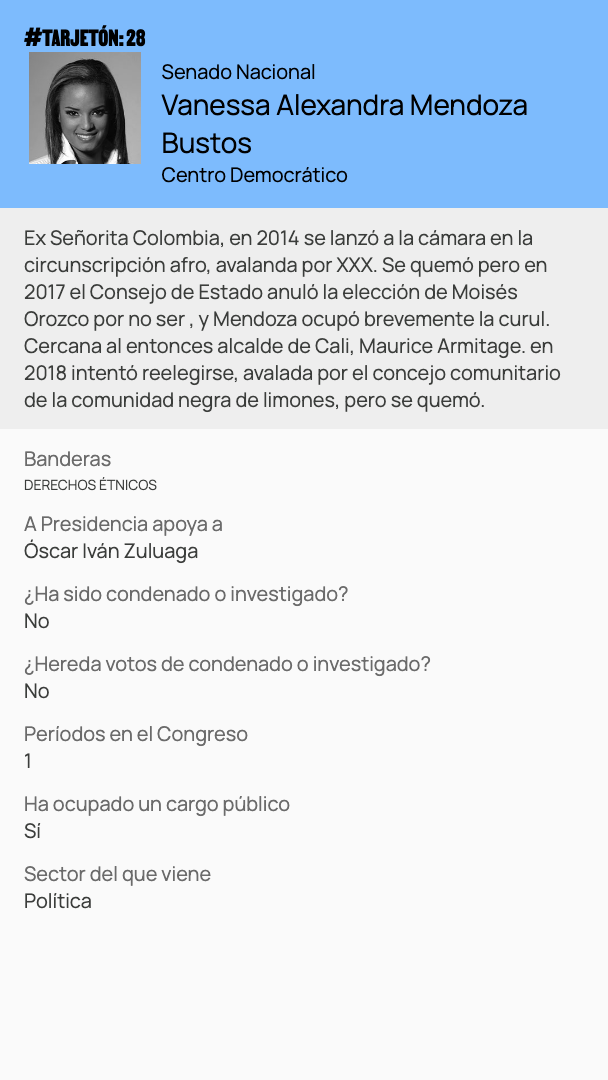 #TARJETÓN: 28
Senado Nacional
Vanessa Alexandra Mendoza
Bustos
Centro Democrático
Ex Señorita Colombia, en 2014 se lanzó a la cámara en la
circunscripción afro, avalanda por XXX. Se quemó pero en
2017 el Consejo de Estado anuló la elección de Moisés
Orozco por no ser , y Mendoza ocupó brevemente la curul.
Cercana al entonces alcalde de Cali, Maurice Armitage. en
2018 intentó reelegirse, avalada por el concejo comunitario
de la comunidad negra de limones, pero se quemó.
Banderas
DERECHOS ÉTNICOS
A Presidencia apoya a
Óscar Iván Zuluaga
¿Ha sido condenado o investigado?
No
¿Hereda votos de condenado o investigado?
No
Períodos en el Congreso
1
Ha ocupado un cargo público
Sí
Sector del que viene
Política